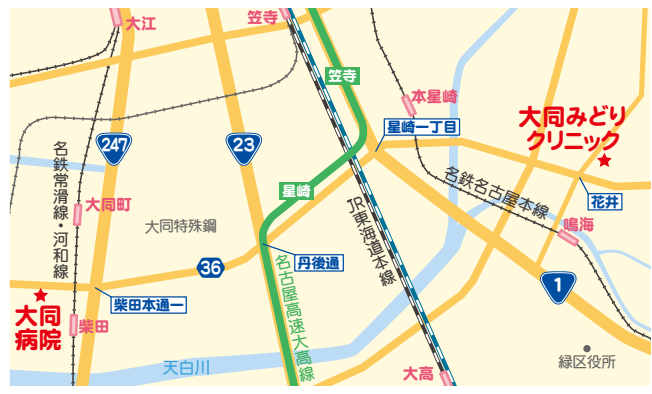 大江
笠寺
笠寺
本星崎
星崎一丁目
大同みどり
クリニック
247
23
名鉄常滑線・河和線
星崎
名鉄名古屋本線
花井
大同町
JR東海道本線
大同特殊鋼
鳴海
36
丹後通
1
柴田本通一
名古屋高速大高線
大同
病院
柴田
天白川
大高
緑区役所